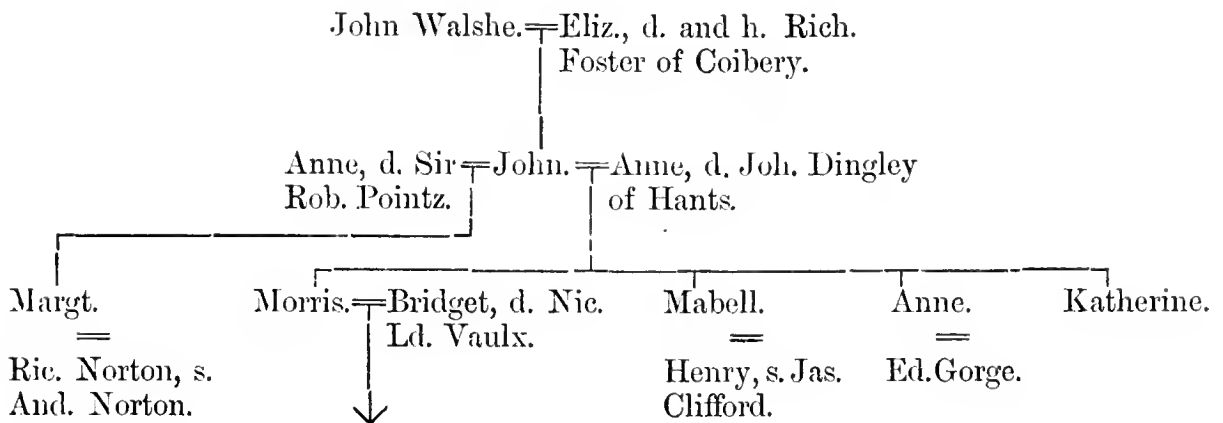 John Walshe.=Eliz., d. and h. Rich.
Foster of Coibery.
Anne, d. Sir=John.=Anne, d. Joh. Dingley
Rob. Pointz. of Hants.
Margt. Morris.=Bridget, d. Nic. Mabell. Anne. Katherine.
Ld. Vaulx.
= = =
Ric. Norton, s. Henry, s. Jas. Ed. Gorge.
And. Norton. Clifford.